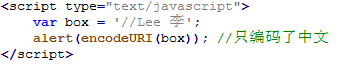 <script type="text/javascript">
var box = '//Lee 李';
alert(encodeURI(box)); //只编码了中文
</script>